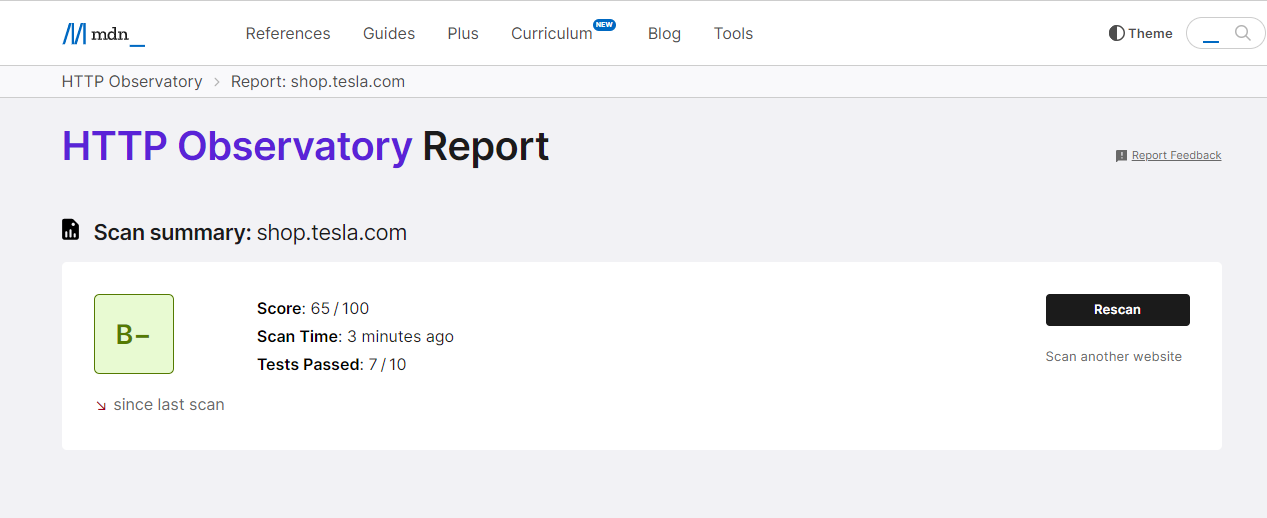 mdn_
References Guides Plus Curriculum NEW Blog Tools
Theme
HTTP Observatory > Report: shop.tesla.com
HTTP Observatory Report
Report Feedback
Scan summary: shop.tesla.com
B-
Score: 65 / 100
Scan Time: 3 minutes ago
Tests Passed: 7 / 10
↘ since last scan
Rescan
Scan another website